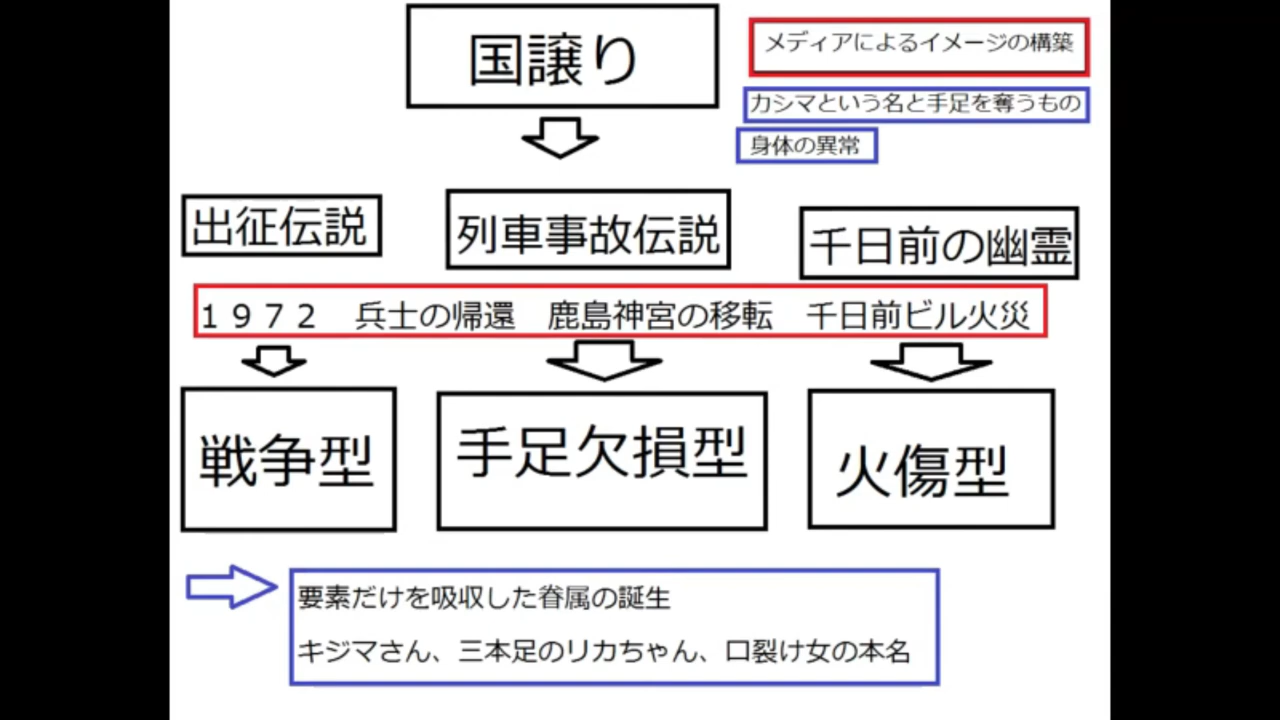 国譲り
メディアによるイメージの構築
カシマという名と手足を奪うもの
身体の異常
出征伝説
列車事故伝説
千日前の幽霊
１９７２　兵士の帰還　鹿島神宮の移転　千日前ビル火災
戦争型
手足欠損型
火傷型
要素だけを吸収した眷属の誕生
キジマさん、三本足のリカちゃん、口裂け女の本名